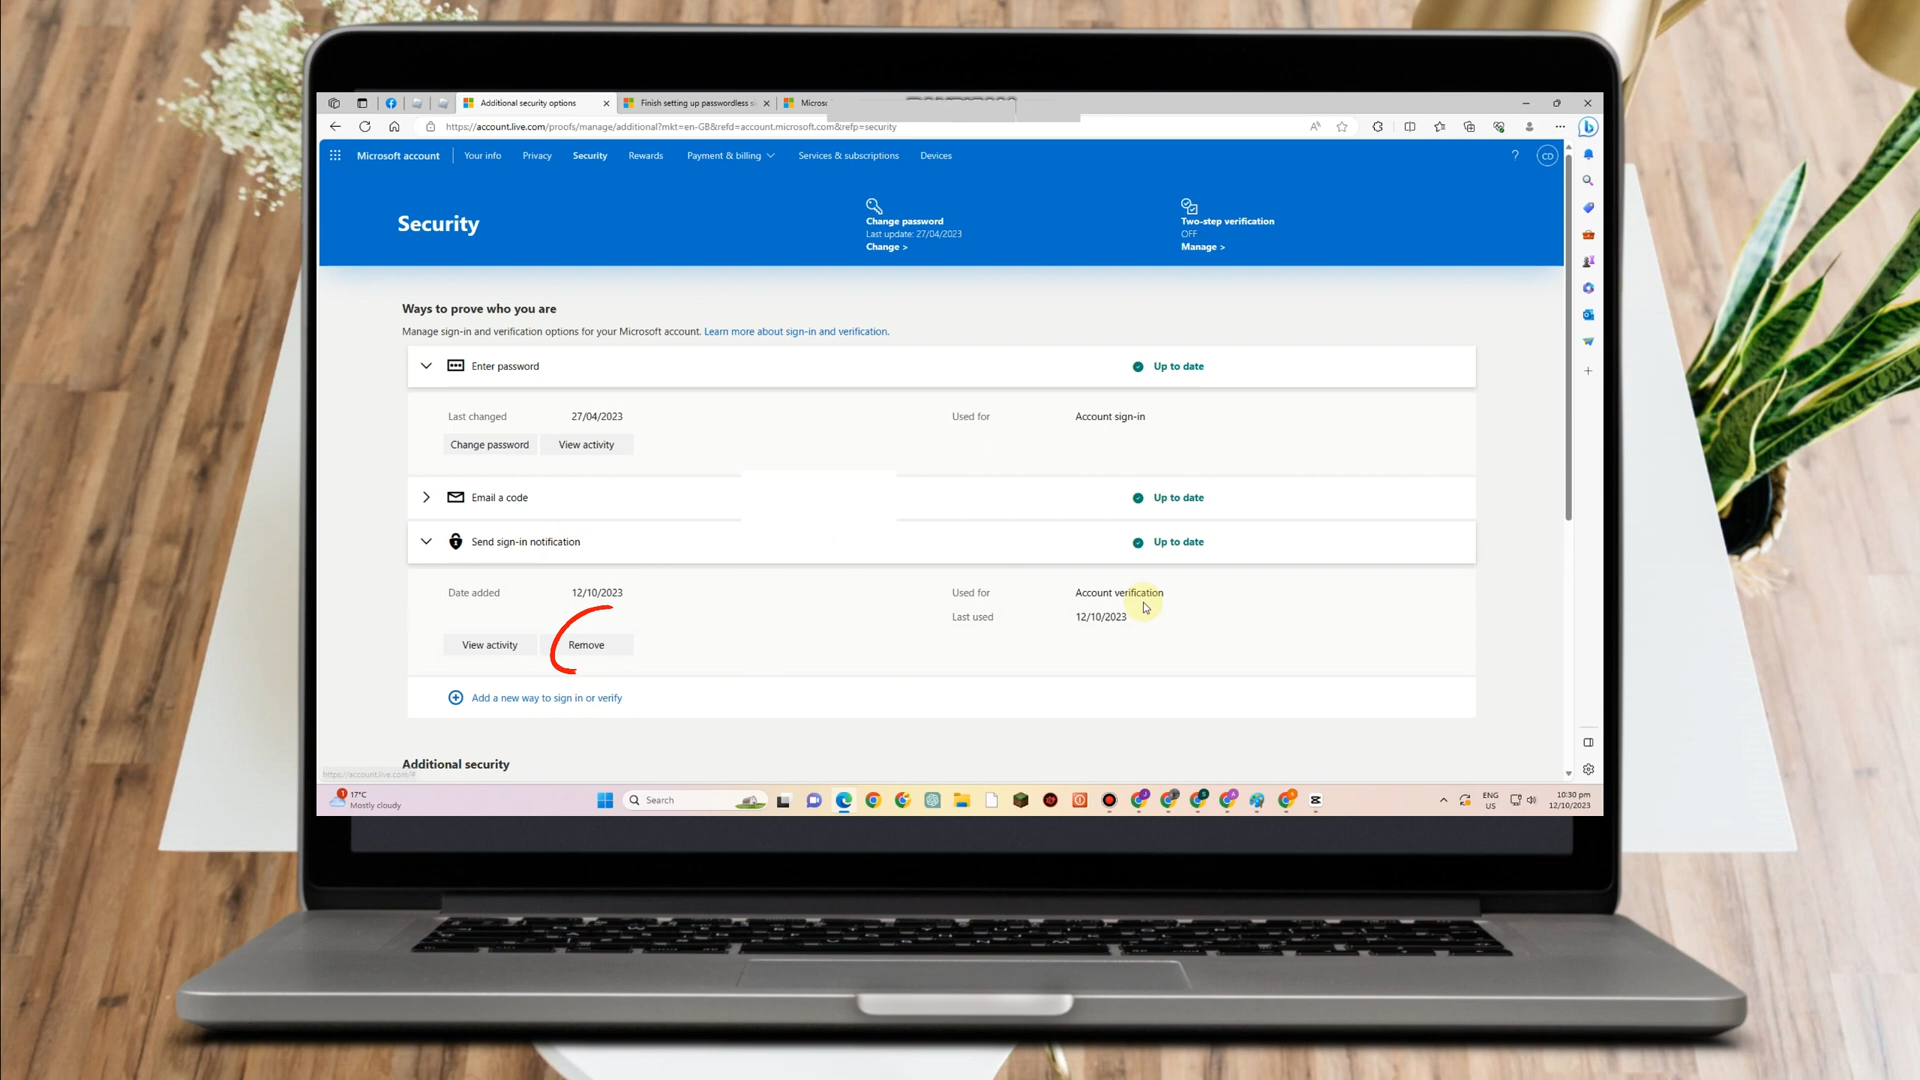 Additional security options
Finish setting up passwordless s
Micros
https://account.live.com/proofs/manage/additional?mkt=en-GB&refd=account.microsoft.com&refp=security
Microsoft account
Your info
Privacy
Security
Rewards
Payment & billing
Services & subscriptions
Devices
?
CD
Security
Change password
Last update: 27/04/2023
Change >
Two-step verification
OFF
Manage >
Ways to prove who you are
Manage sign-in and verification options for your Microsoft account. Learn more about sign-in and verification.
Enter password
Up to date
Last changed
27/04/2023
Used for
Account sign-in
Change password
View activity
Email a code
Up to date
Send sign-in notification
Up to date
Date added
12/10/2023
Used for
Account verification
Last used
12/10/2023
View activity
Remove
Add a new way to sign in or verify
Additional security
https://account.live.com/#
1
17°C
Mostly cloudy
Search
ENG
US
10:30 pm
12/10/2023